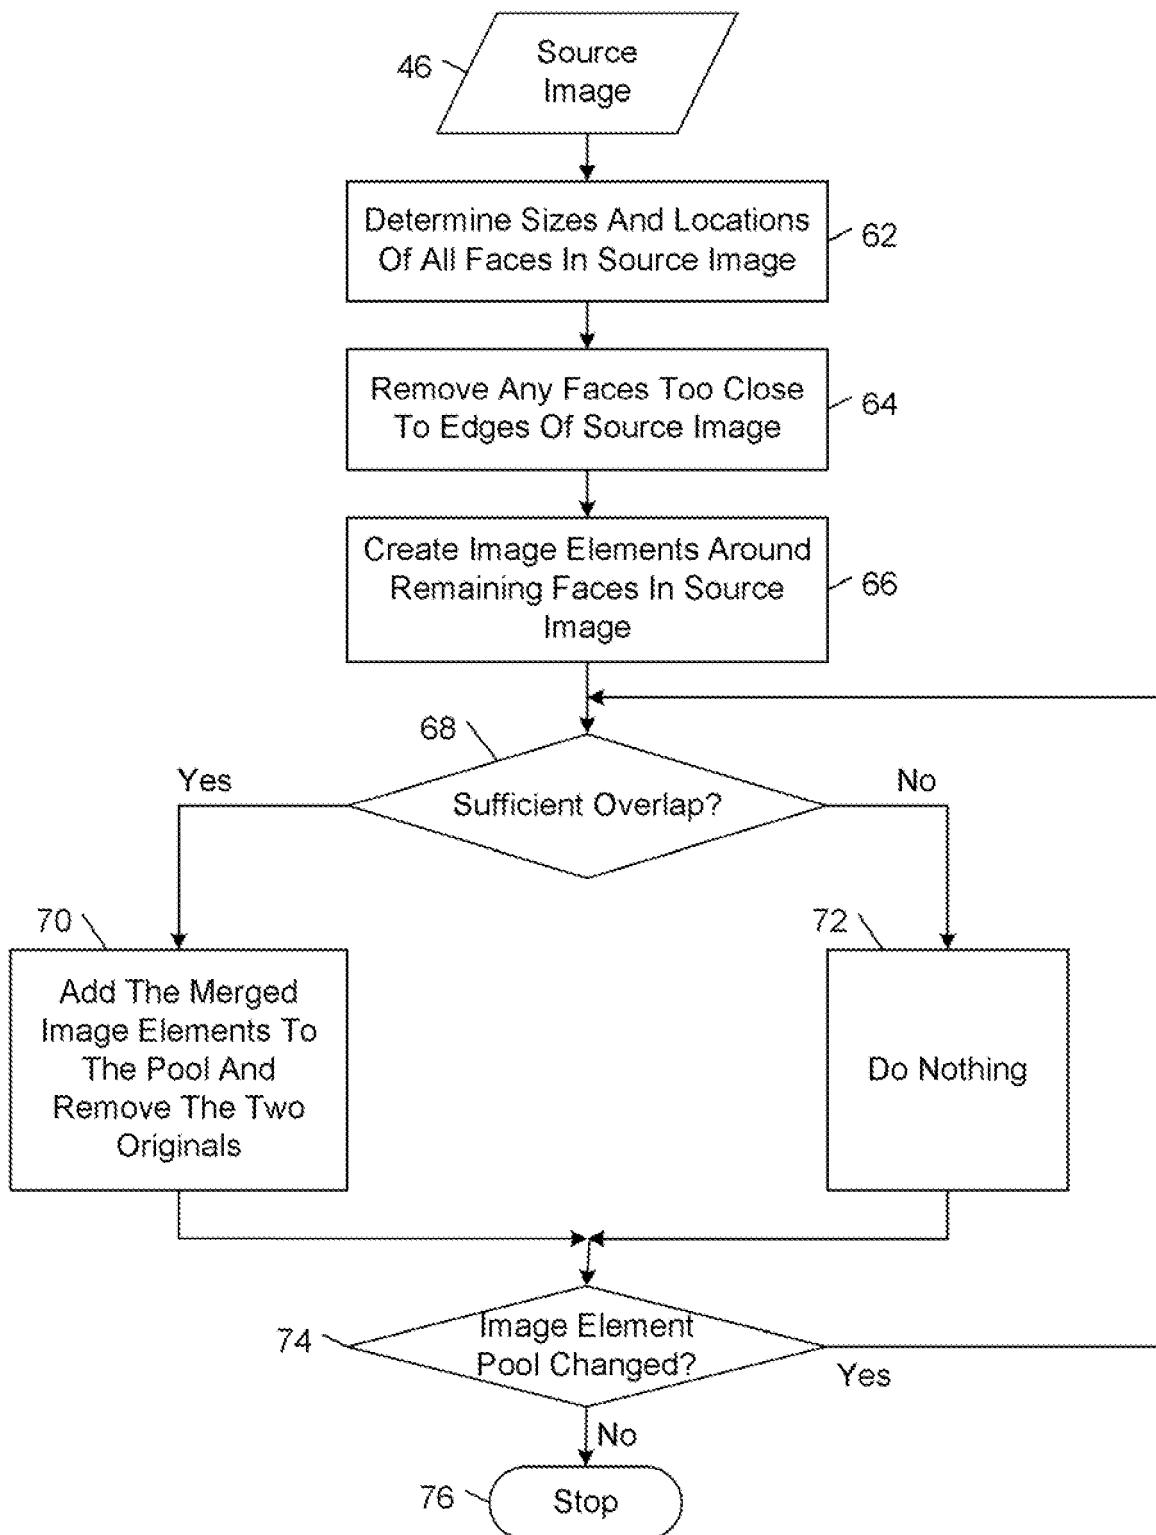 46
Source
Image
Determine Sizes And Locations
Of All Faces In Source Image
62
Remove Any Faces Too Close
To Edges Of Source Image
64
Create Image Elements Around
Remaining Faces In Source
Image
66
68
Yes
Sufficient Overlap?
No
70
Add The Merged
Image Elements To
The Pool And
Remove The Two
Originals
72
Do Nothing
74
Image Element
Pool Changed?
Yes
No
76
Stop